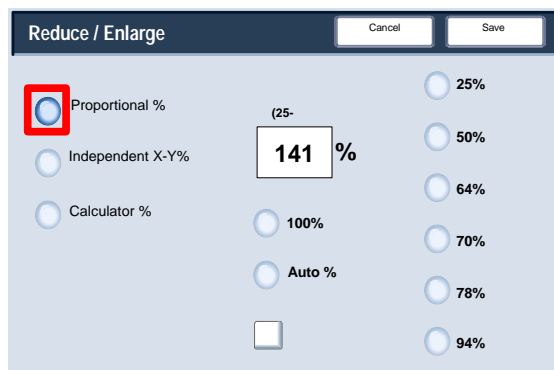 Reduce / Enlarge
Cancel
Save
Proportional %
Independent X-Y%
Calculator %
(25-
141 %
100%
Auto %
25%
50%
64%
70%
78%
94%